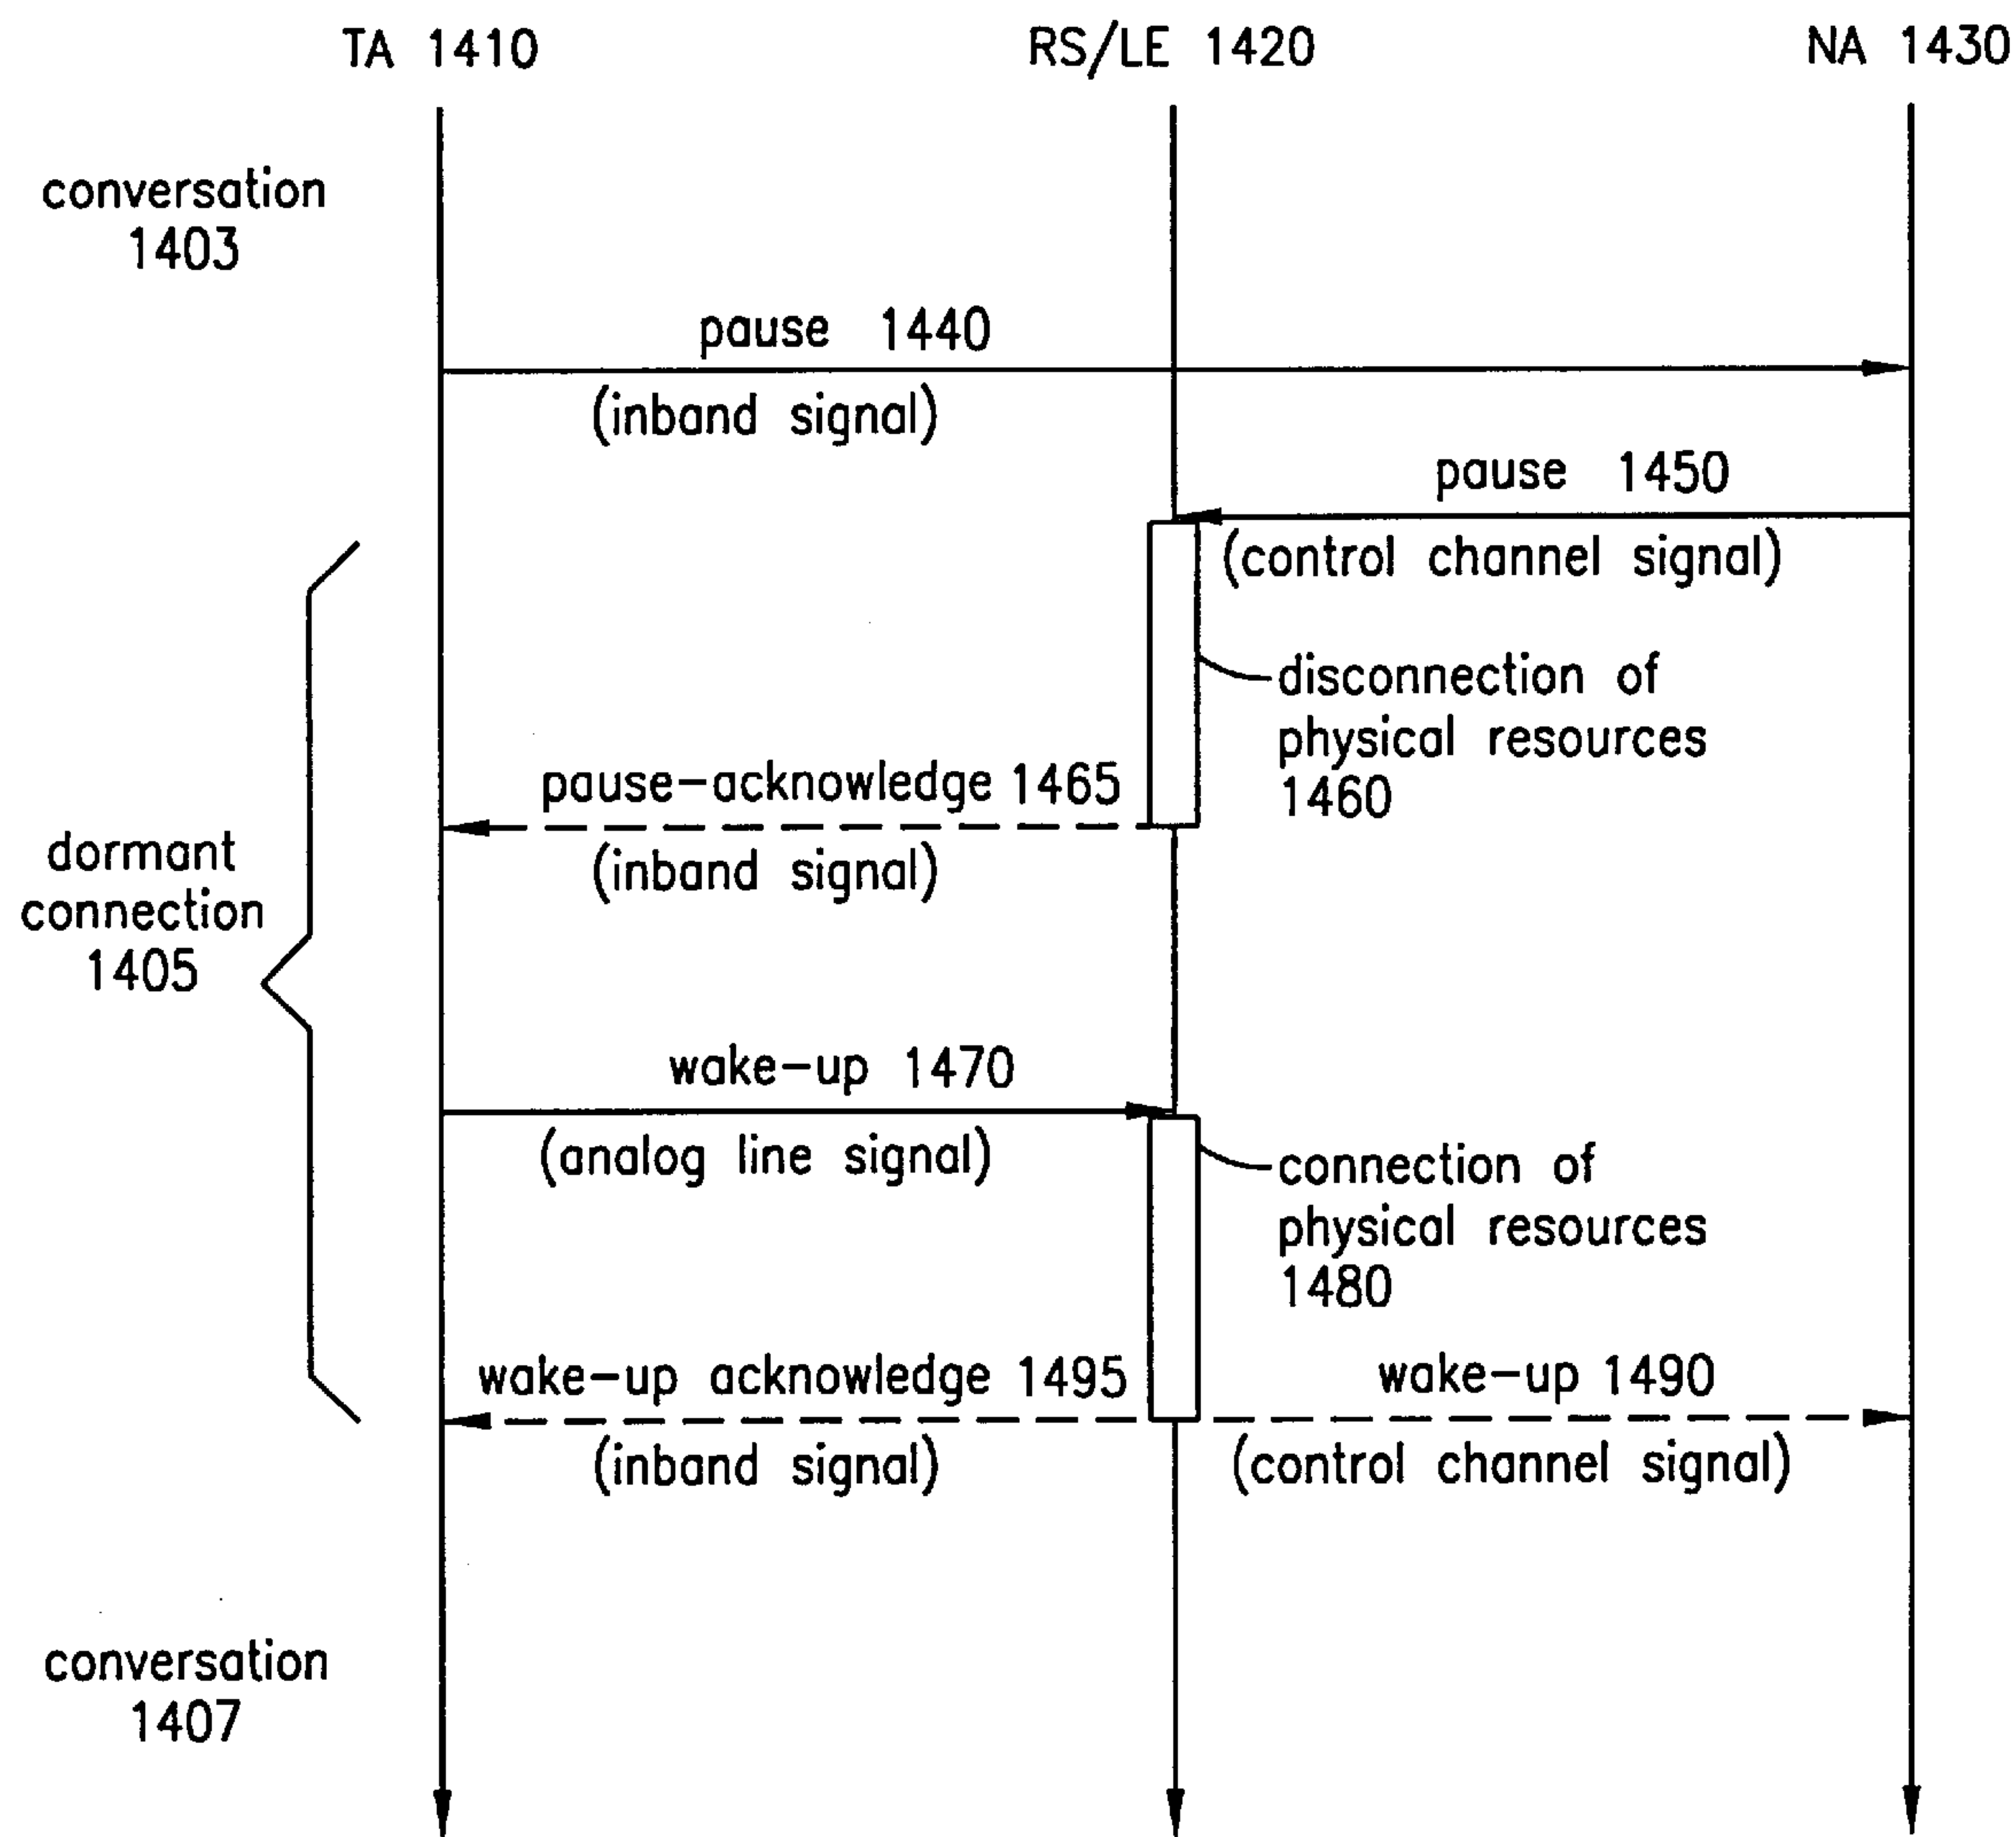 TA 1410
RS/LE 1420
NA 1430
conversation
1403
pause 1440
(inband signal)
pause 1450
(control channel signal)
disconnection of
physical resources
1460
pause-acknowledge 1465
(inband signal)
dormant
connection
1405
wake-up 1470
(analog line signal)
connection of
physical resources
1480
wake-up acknowledge 1495
wake-up 1490
(inband signal)
(control channel signal)
conversation
1407